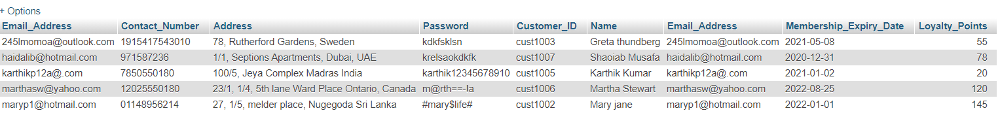 + Options
Email_Address Contact_Number Address Password Customer_ID Name Email_Address Membership_Expiry_Date Loyalty_Points
245lmomoa@outlook.com 1915417543010 78, Rutherford Gardens, Sweden kdkfsklsn cust1003 Greta thundberg 245lmomoa@outlook.com 2021-05-08 55
haidalib@hotmail.com 971587236 1/1, Septions Apartments, Dubai, UAE krelsaokdkfk cust1007 Shaoiab Musafa haidalib@hotmail.com 2020-12-31 78
karthikp12a@.com 7850550180 100/5, Jeya Complex Madras India karthik12345678910 cust1005 Karthik Kumar karthikp12a@.com 2021-01-02 20
marthasw@yahoo.com 12025550180 23/1, 1/4, 5th lane Ward Place Ontario, Canada m@rth==-!a cust1006 Martha Stewart marthasw@yahoo.com 2022-08-25 120
maryp1@hotmail.com 01148956214 27, 1/5, melder place, Nugegoda Sri Lanka #mary$life# cust1002 Mary jane maryp1@hotmail.com 2022-01-01 145